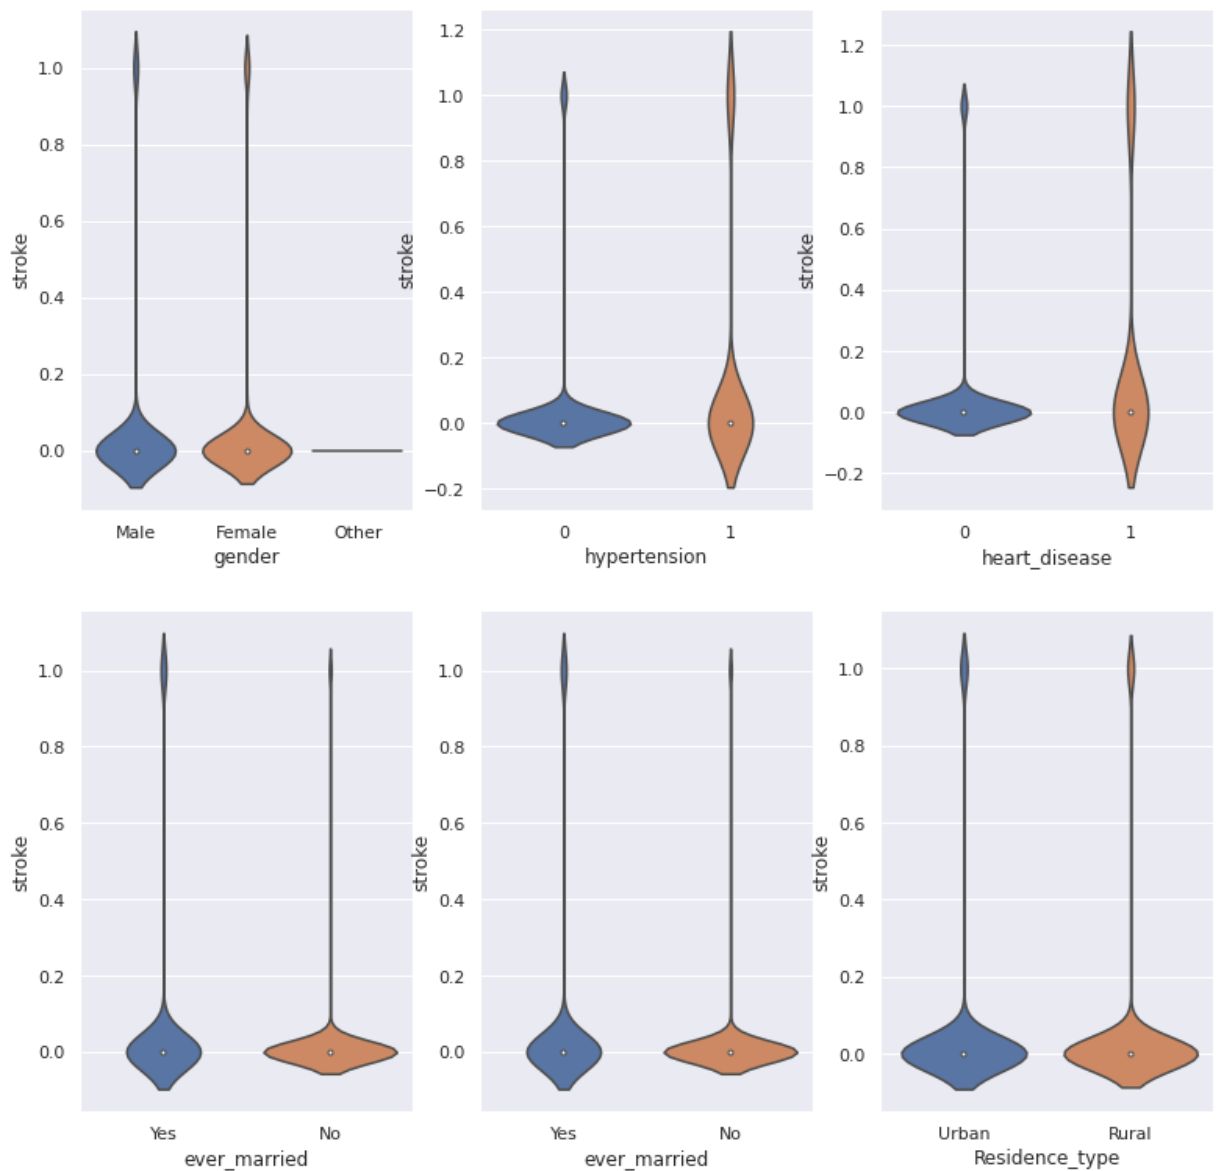 1.0
0.8
0.6
0.4
0.2
0.0
stroke
Male Female Other
gender
1.2
1.0
0.8
0.6
0.4
0.2
0.0
−0.2
stroke
0 1
hypertension
1.2
1.0
0.8
0.6
0.4
0.2
0.0
−0.2
stroke
0 1
heart_disease
1.0
0.8
0.6
0.4
0.2
0.0
stroke
Yes No
ever_married
1.0
0.8
0.6
0.4
0.2
0.0
stroke
Yes No
ever_married
1.0
0.8
0.6
0.4
0.2
0.0
stroke
Urban Rural
Residence_type